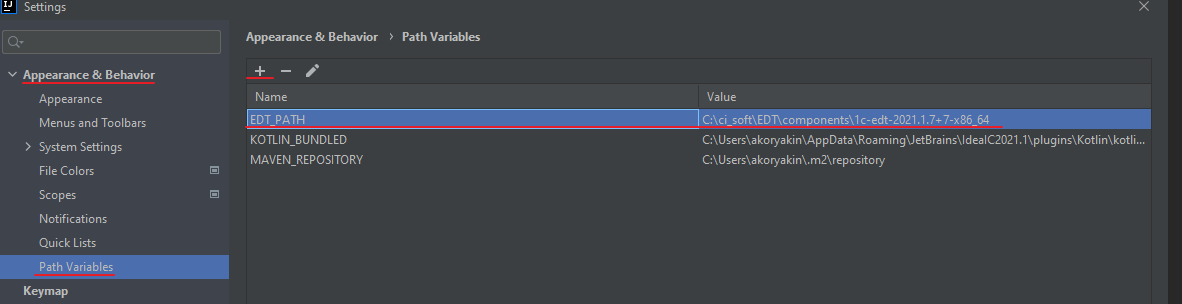 IJ
Settings
Appearance & Behavior
Appearance
Menus and Toolbars
System Settings
File Colors
Scopes
Notifications
Quick Lists
Path Variables
Keymap
Appearance & Behavior › Path Variables
Name Value
EDT_PATH C:\ci_soft\EDT\components\1c-edt-2021.1.7+7-x86_64
KOTLIN_BUNDLED C:\Users\akoryakin\AppData\Roaming\JetBrains\IdeaIC2021.1\plugins\Kotlin\kotli...
MAVEN_REPOSITORY C:\Users\akoryakin\.m2\repository